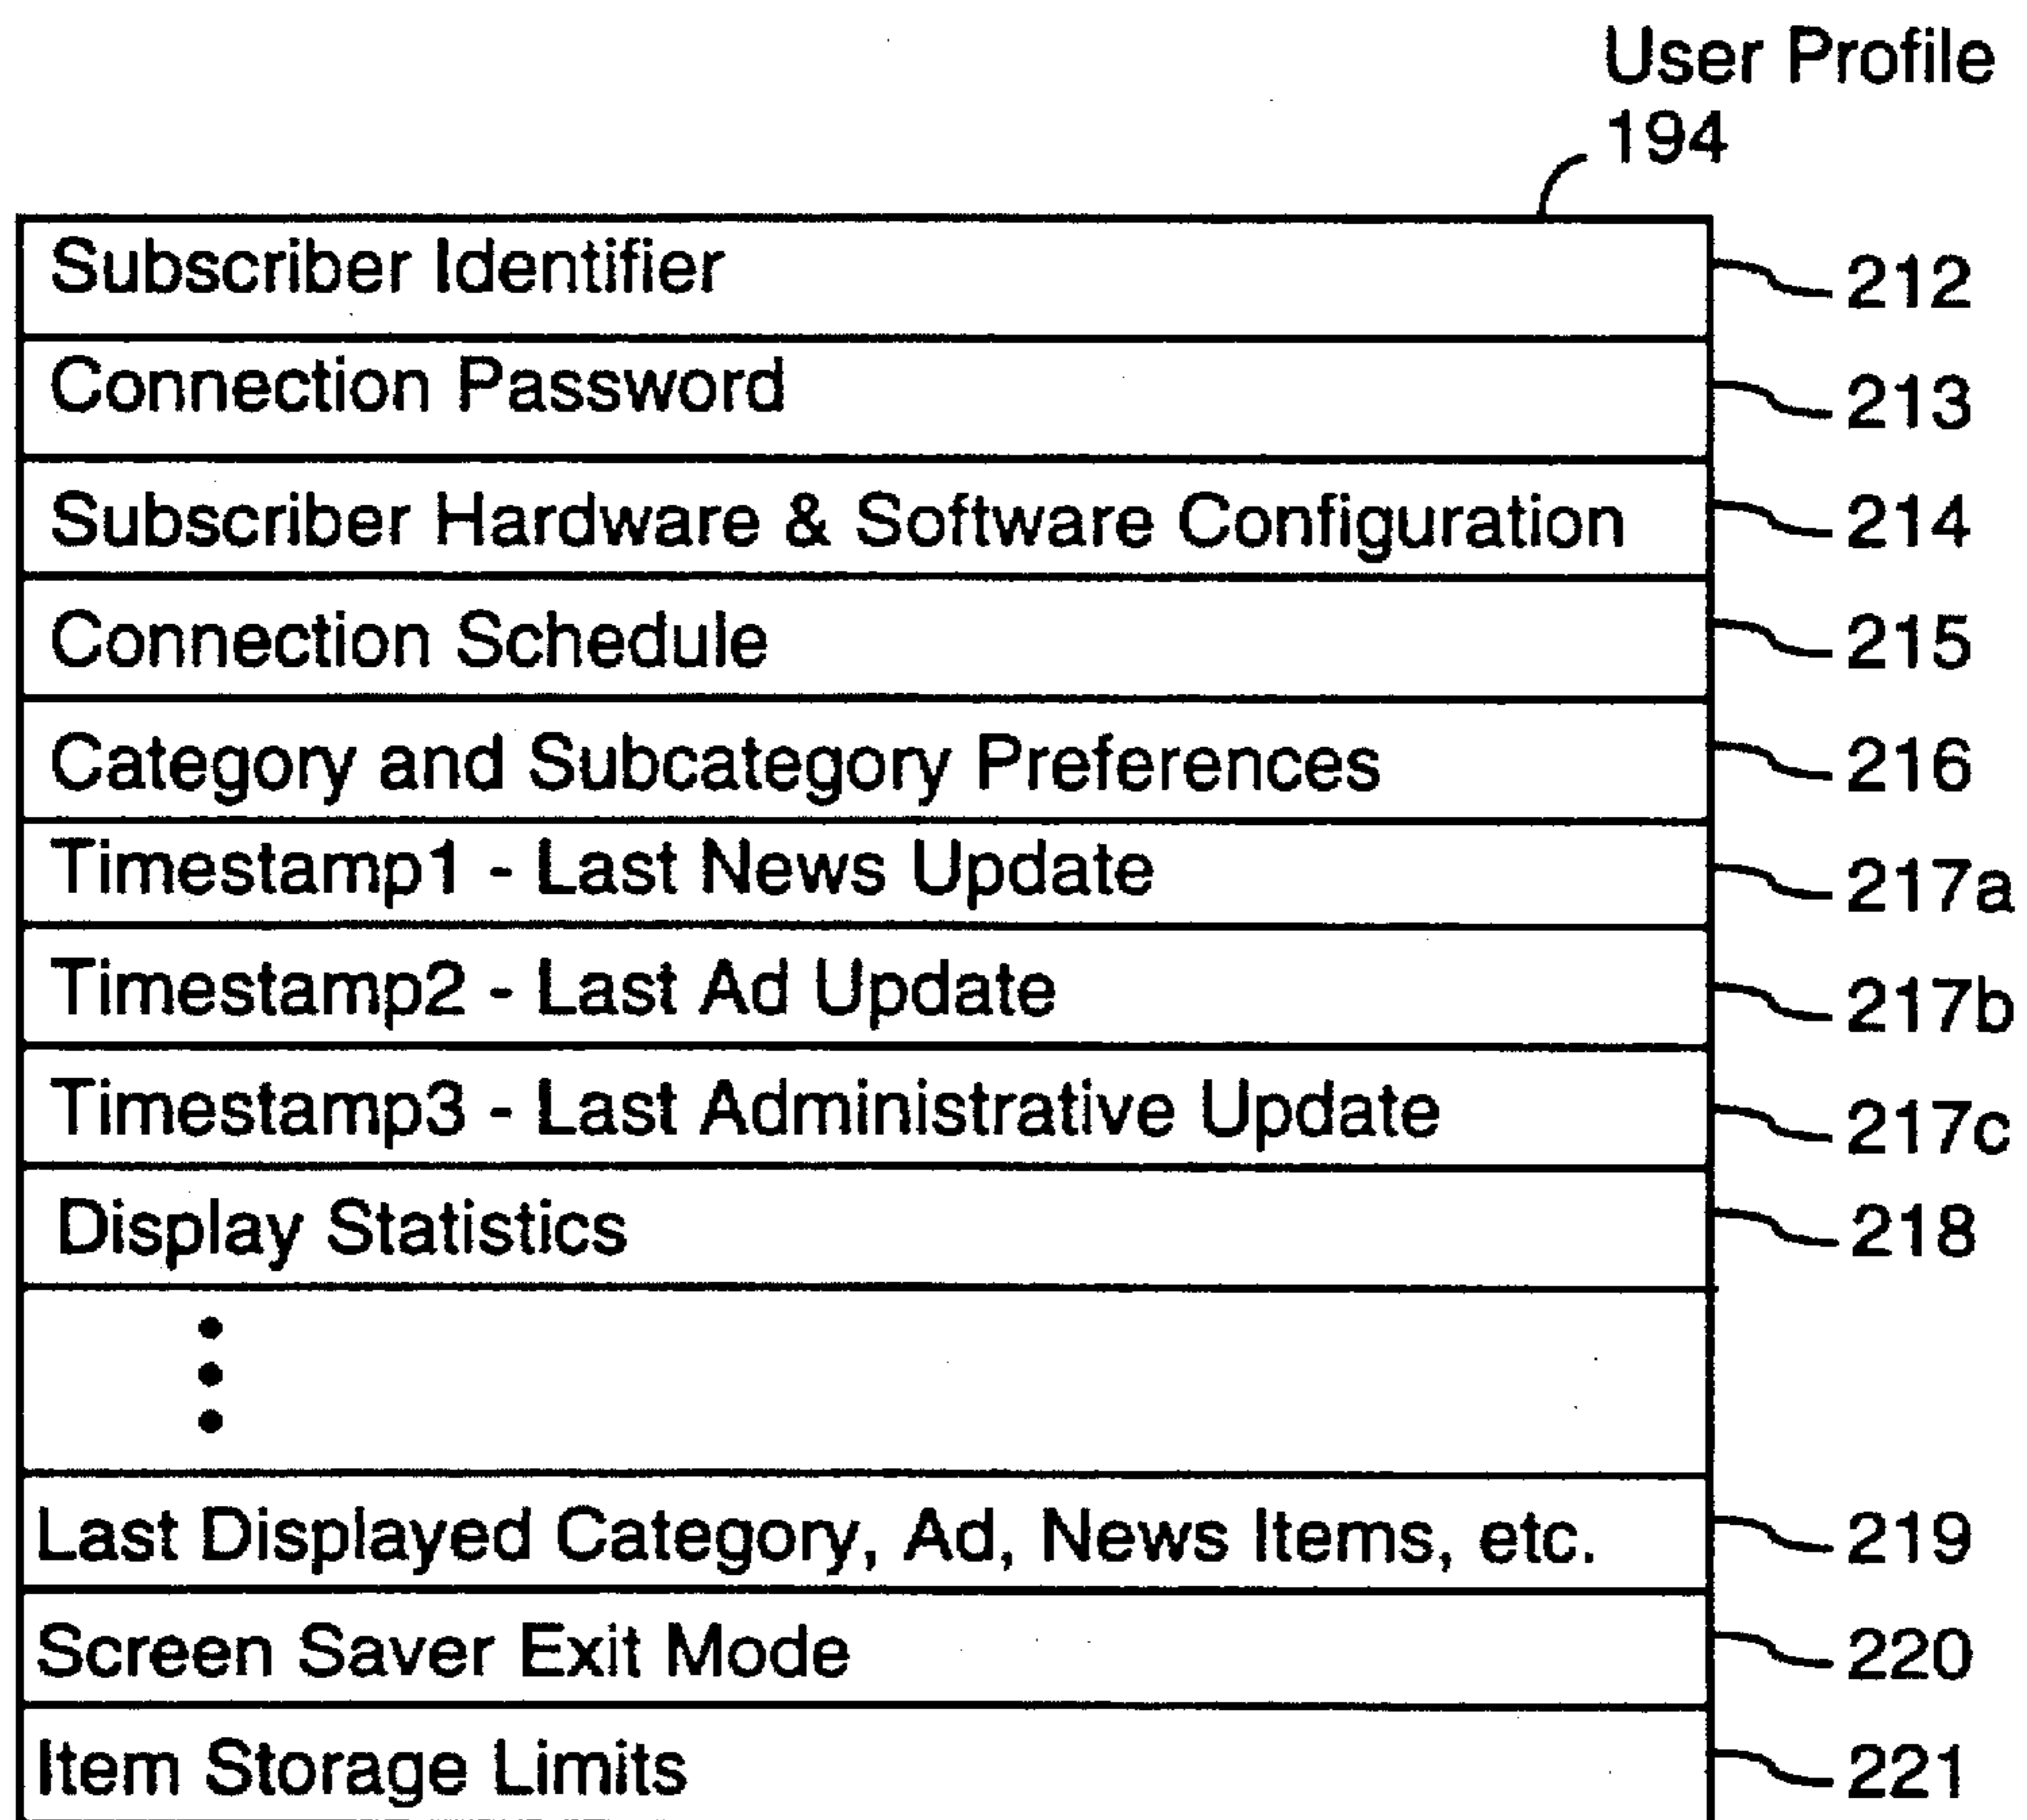 User Profile
194
Subscriber Identifier 212
Connection Password 213
Subscriber Hardware & Software Configuration 214
Connection Schedule 215
Category and Subcategory Preferences 216
Timestamp1 - Last News Update 217a
Timestamp2 - Last Ad Update 217b
Timestamp3 - Last Administrative Update 217c
Display Statistics 218
Last Displayed Category, Ad, News Items, etc. 219
Screen Saver Exit Mode 220
Item Storage Limits 221